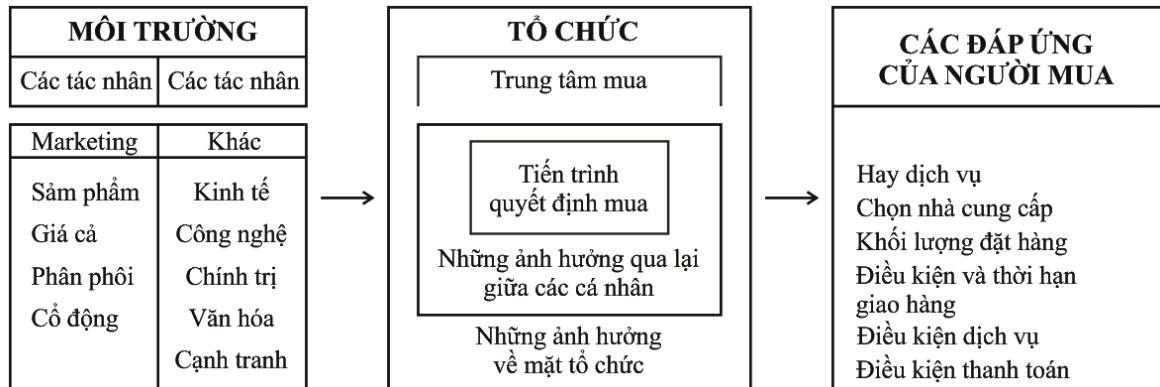 MÔI TRƯỜNG
Các tác nhân Các tác nhân
Marketing Khác
Sảm phẩm Kinh tế
Giá cả Công nghệ
Phân phôi Chính trị
Cổ động Văn hóa
Cạnh tranh
TỔ CHỨC
Trung tâm mua
Tiến trình
quyết định mua
Những ảnh hưởng qua lại
giữa các cá nhân
Những ảnh hưởng
về mặt tổ chức
CÁC ĐÁP ỨNG
CỦA NGƯỜI MUA
Hay dịch vụ
Chọn nhà cung cấp
Khối lượng đặt hàng
Điều kiện và thời hạn
giao hàng
Điều kiện dịch vụ
Điều kiện thanh toán